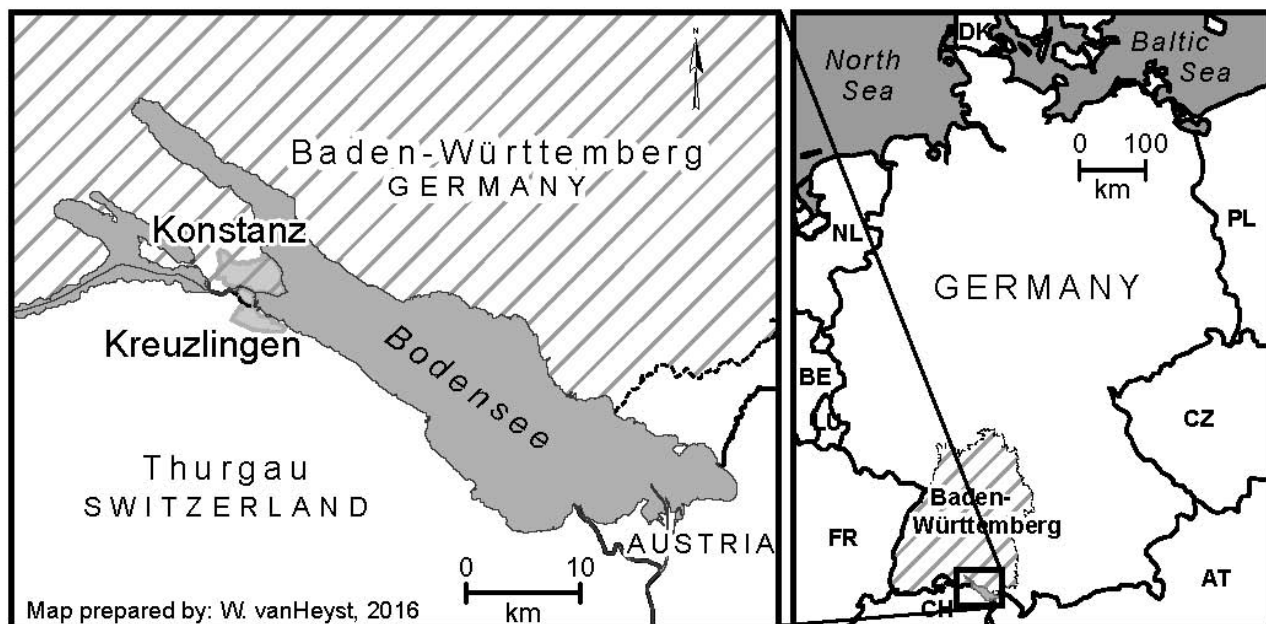 N
Baden-Württemberg
GERMANY
Konstanz
Kreuzlingen
Bodensee
Thurgau
SWITZERLAND
AUSTRIA
0 10
km
Map prepared by: W. vanHeyst, 2016
DK
North
Sea
Baltic
Sea
0 100
km
NL
PL
GERMANY
BE
CZ
Baden-
Württemberg
FR
AT
CH